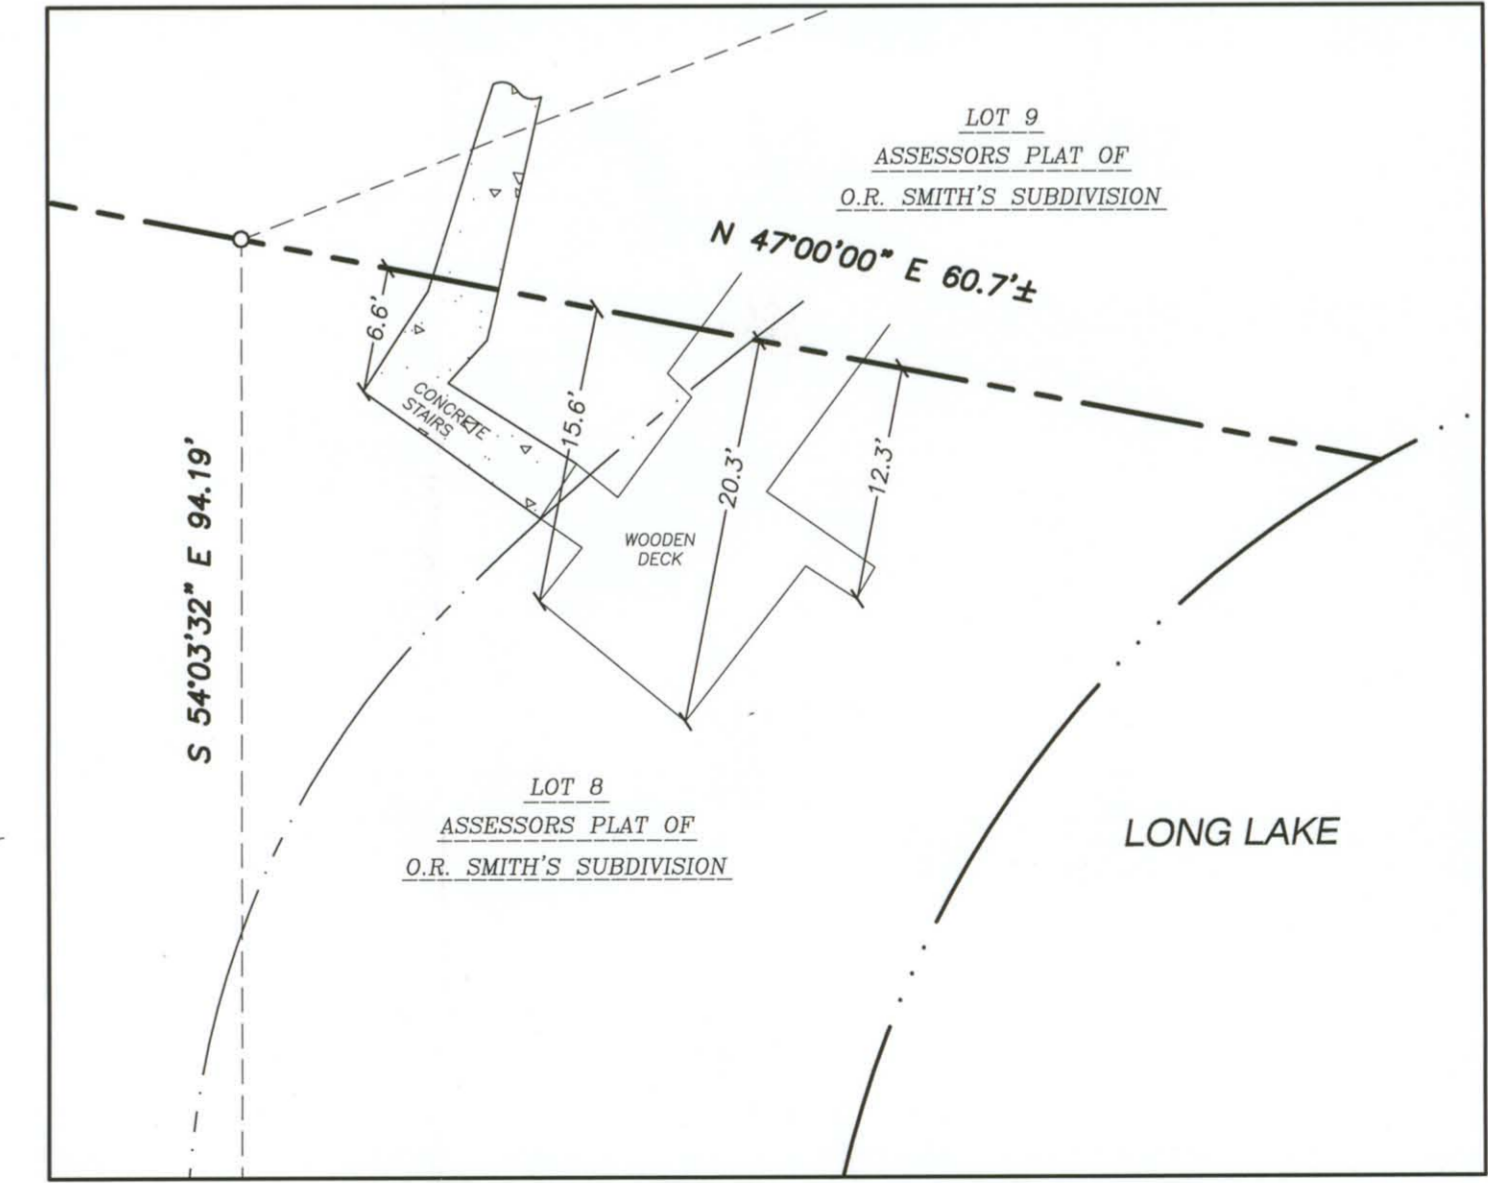 LOT 9
ASSESSORS PLAT OF
O.R. SMITH'S SUBDIVISION
N 47°00'00" E 60.7'±
6.6'
CONCRETE
STAIRS
15.6'
20.3'
12.3'
WOODEN
DECK
S 54°03'32" E 94.19'
LOT 8
ASSESSORS PLAT OF
O.R. SMITH'S SUBDIVISION
LONG LAKE